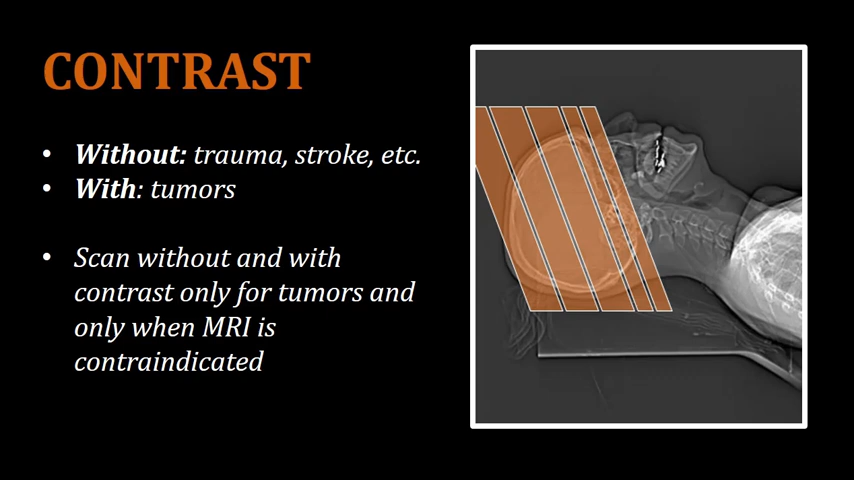 CONTRAST
• Without: trauma, stroke, etc.
• With: tumors
• Scan without and with
contrast only for tumors and
only when MRI is
contraindicated